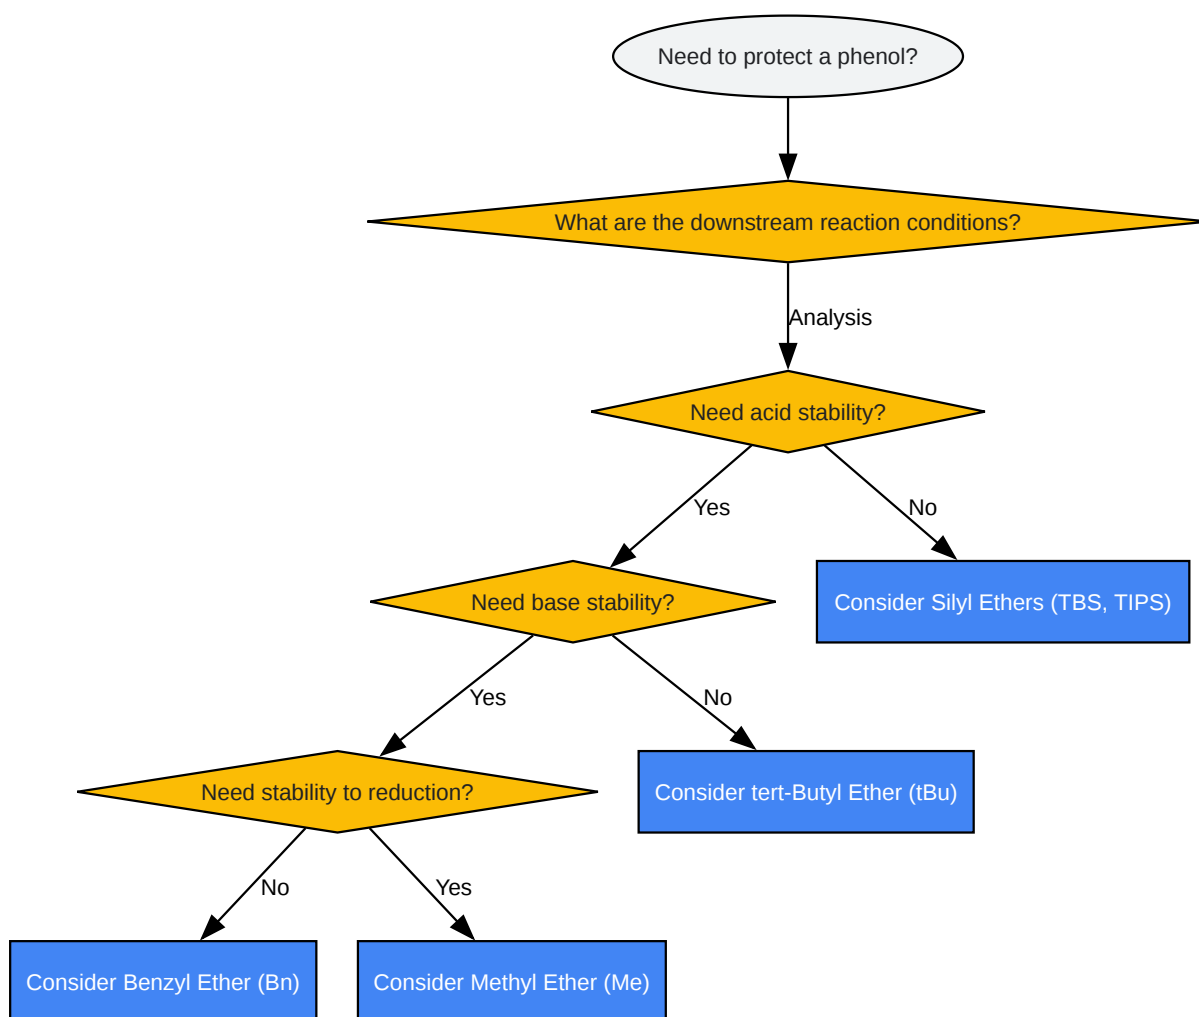 Need to protect a phenol?
What are the downstream reaction conditions?
Analysis
Need acid stability?
Yes
No
Need base stability?
Consider Silyl Ethers (TBS, TIPS)
Yes
No
Need stability to reduction?
Consider tert-Butyl Ether (tBu)
No
Yes
Consider Benzyl Ether (Bn)
Consider Methyl Ether (Me)